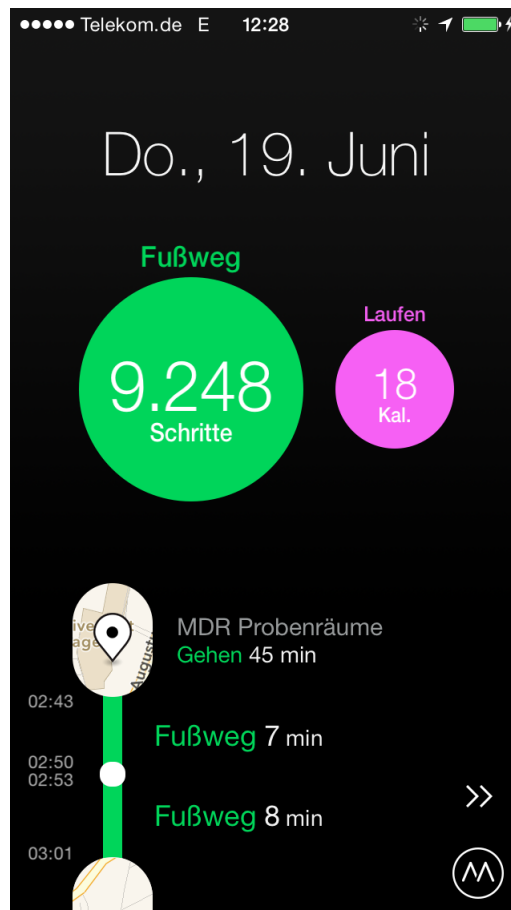 Telekom.de E 12:28
Do., 19. Juni
Fußweg
9.248
Schritte
Laufen
18
Kal.
MDR Probenräume
Gehen 45 min
02:43
Fußweg 7 min
02:50
02:53
Fußweg 8 min
03:01